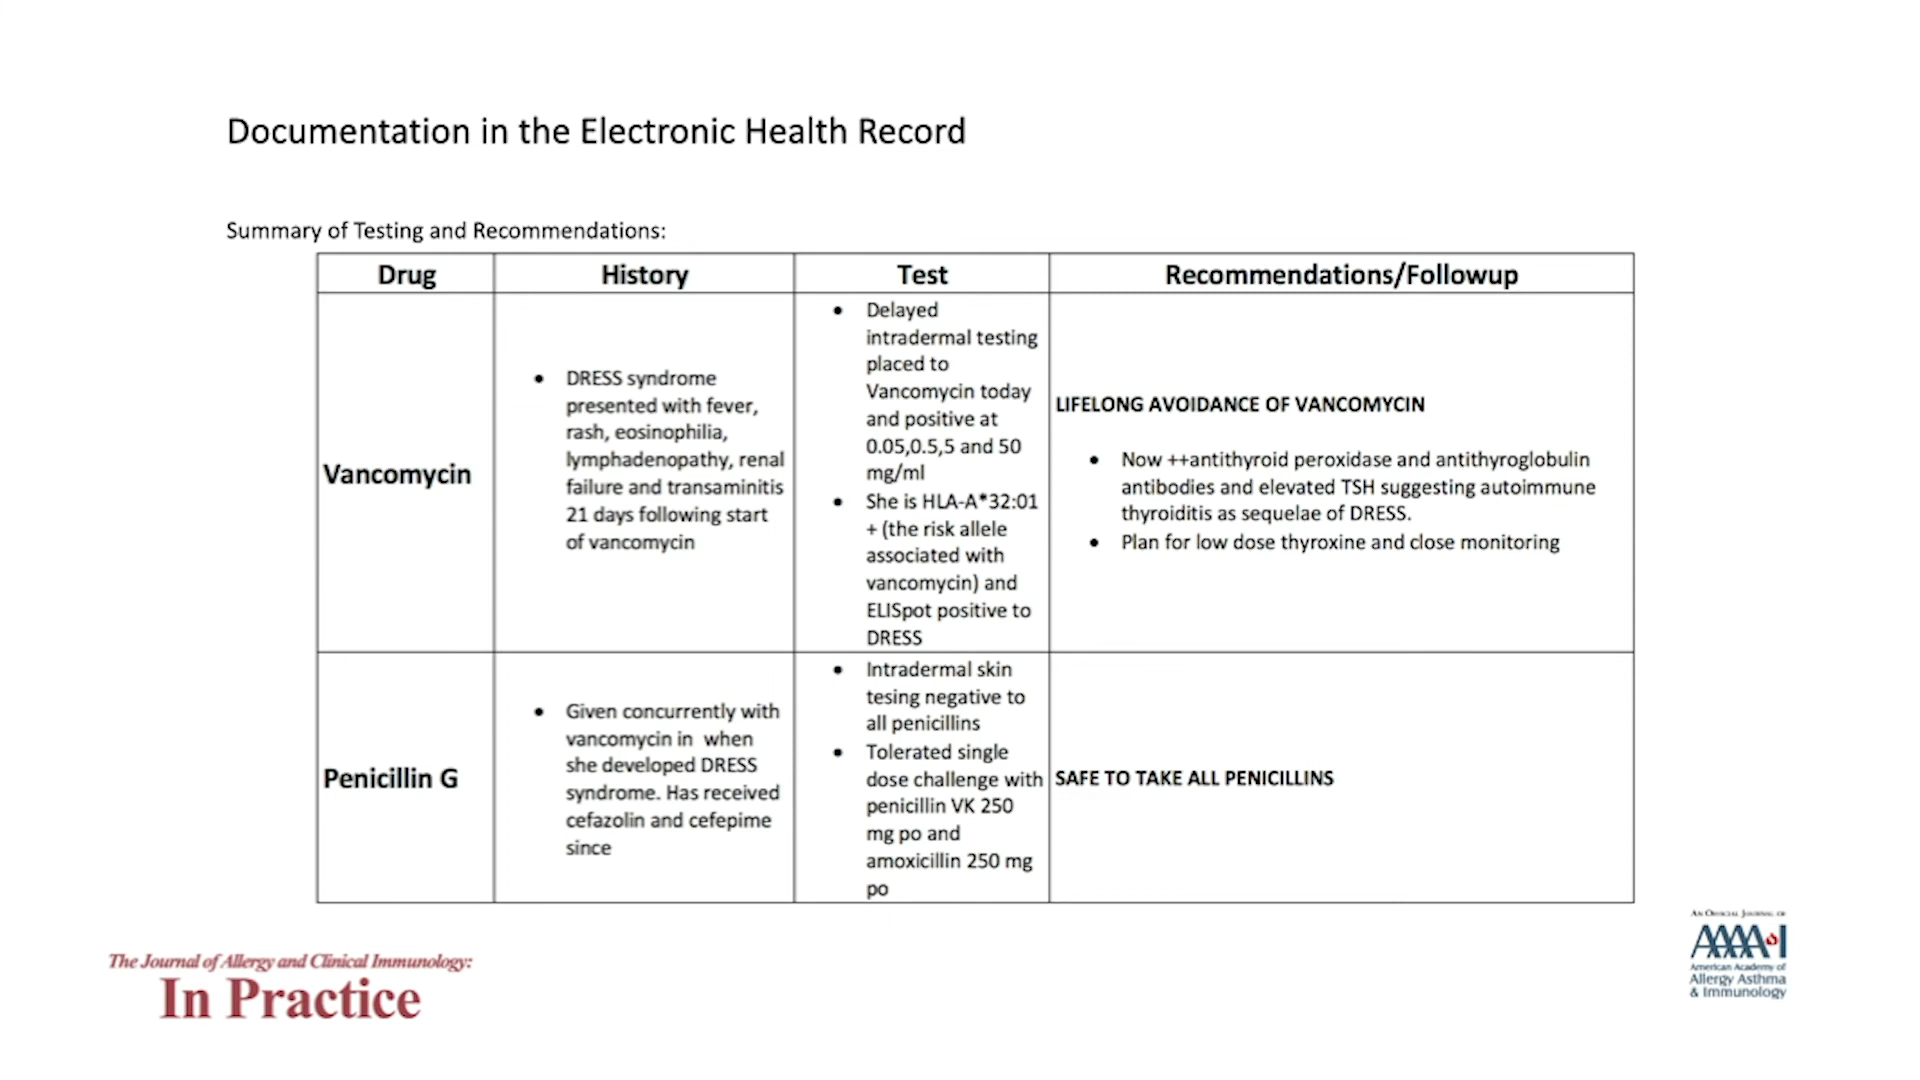 Documentation in the Electronic Health Record
Summary of Testing and Recommendations:
Drug
History
Test
Recommendations/Followup
Vancomycin
• DRESS syndrome
presented with fever,
rash, eosinophilia,
lymphadenopathy, renal
failure and transaminitis
21 days following start
of vancomycin
• Delayed
intradermal testing
placed to
Vancomycin today
and positive at
0.05,0.5,5 and 50
mg/ml
• She is HLA-A*32:01
+ (the risk allele
associated with
vancomycin) and
ELISpot positive to
DRESS
LIFELONG AVOIDANCE OF VANCOMYCIN
• Now ++antithyroid peroxidase and antithyroglobulin
antibodies and elevated TSH suggesting autoimmune
thyroiditis as sequelae of DRESS.
• Plan for low dose thyroxine and close monitoring
Penicillin G
• Given concurrently with
vancomycin in when
she developed DRESS
syndrome. Has received
cefazolin and cefepime
since
• Intradermal skin
tesing negative to
all penicillins
• Tolerated single
dose challenge with
penicillin VK 250
mg po and
amoxicillin 250 mg
po
SAFE TO TAKE ALL PENICILLINS
The Journal of Allergy and Clinical Immunology:
In Practice
AN OFFICIAL JOURNAL OF
AAAAI
American Academy of
Allergy Asthma
& Immunology